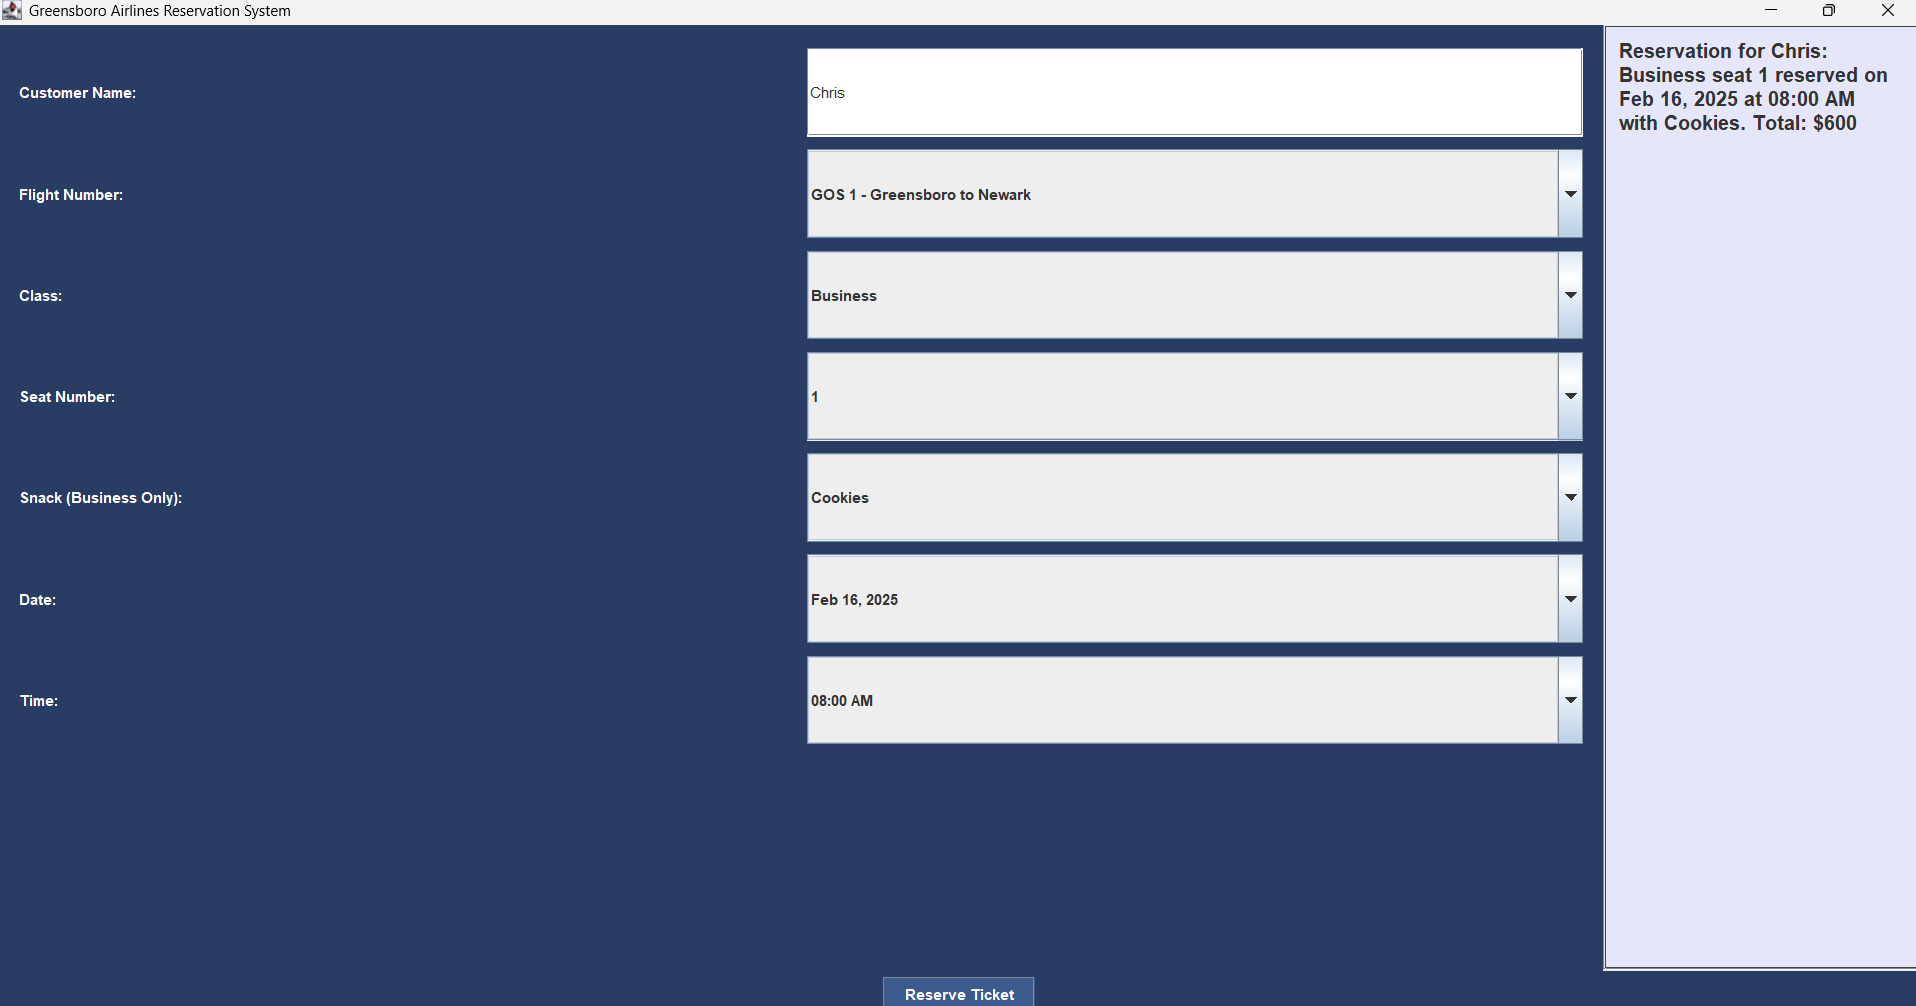 Greensboro Airlines Reservation System
Customer Name:
Chris
Flight Number:
GOS 1 - Greensboro to Newark
Class:
Business
Seat Number:
1
Snack (Business Only):
Cookies
Date:
Feb 16, 2025
Time:
08:00 AM
Reserve Ticket
Reservation for Chris:
Business seat 1 reserved on
Feb 16, 2025 at 08:00 AM
with Cookies. Total: $600